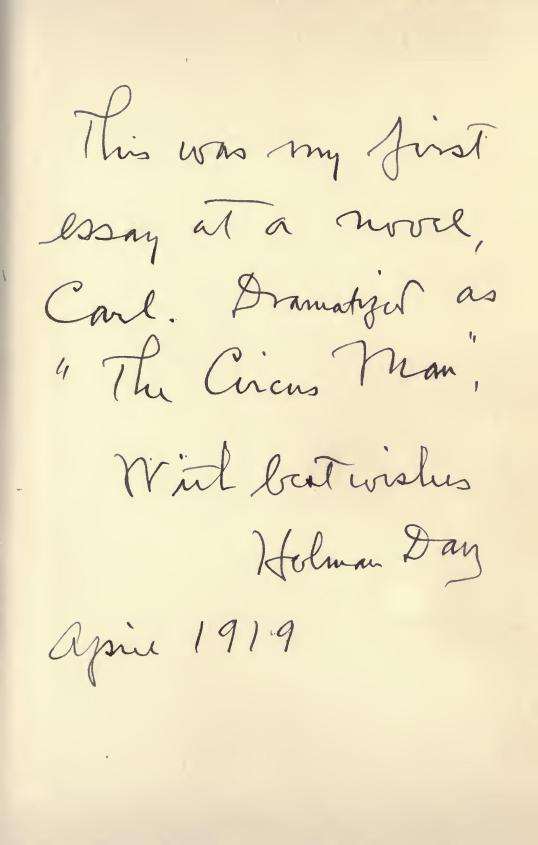 This was my first
essay at a novel,
Carl. Dramatized as
"The Circus Man".
With best wishes
Holman Day
April 1919